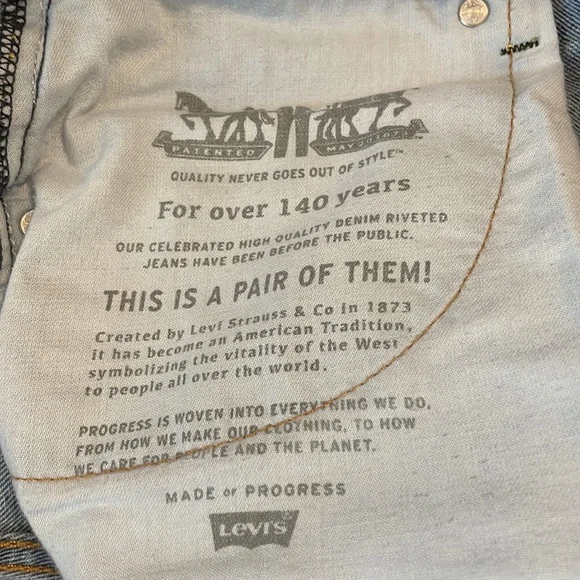 PATENTED MAY 20 1873
QUALITY NEVER GOES OUT OF STYLE™
For over 140 years
OUR CELEBRATED HIGH QUALITY DENIM RIVETED
JEANS HAVE BEEN BEFORE THE PUBLIC.
THIS IS A PAIR OF THEM!
Created by Levi Strauss & Co in 1873
it has become an American Tradition,
symbolizing the vitality of the West
to people all over the world.
PROGRESS IS WOVEN INTO EVERYTHING WE DO,
FROM HOW WE MAKE OUR CLOTHING, TO HOW
WE CARE FOR PEOPLE AND THE PLANET.
MADE OF PROGRESS
LEVI'S